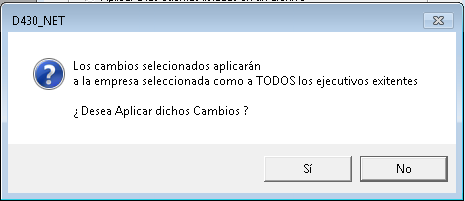 D430_NET
Los cambios selecionados aplicarán
a la empresa seleccionada como a TODOS los ejecutivos exitentes
¿ Desea Aplicar dichos Cambios ?
Sí
No